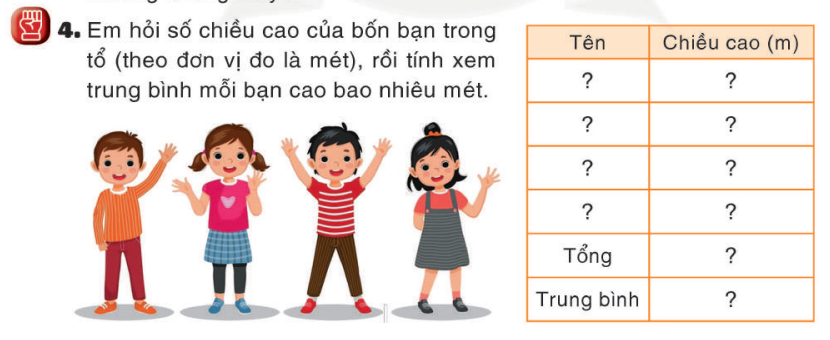 4. Em hỏi số chiều cao của bốn bạn trong
tổ (theo đơn vị đo là mét), rồi tính xem
trung bình mỗi bạn cao bao nhiêu mét.
Tên Chiều cao (m)
? ?
? ?
? ?
? ?
Tổng ?
Trung bình ?